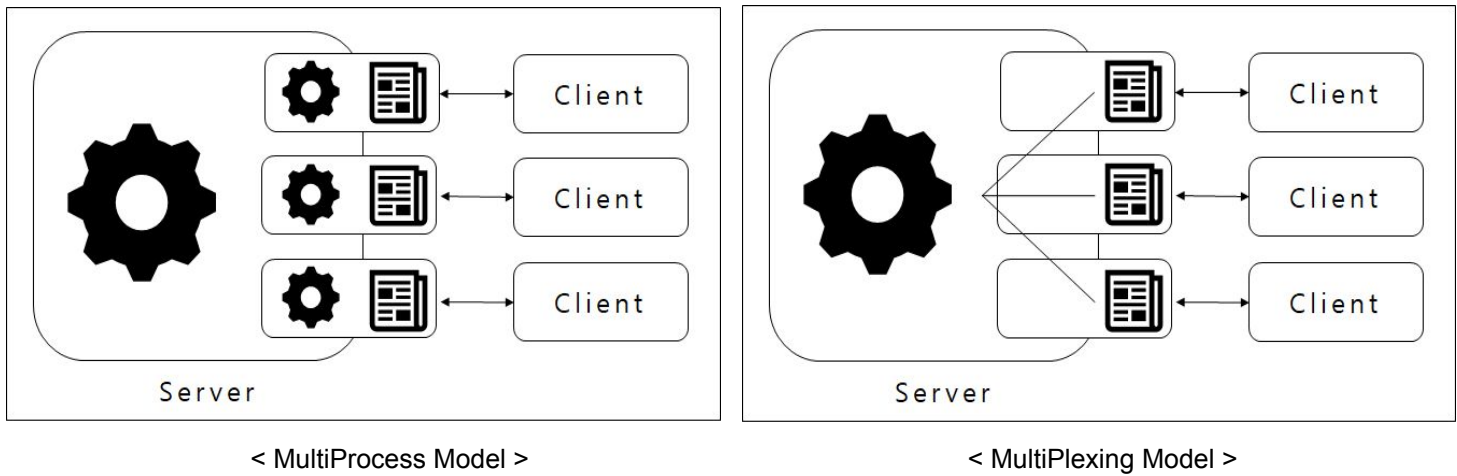 Client
Client
Client
Server
< MultiProcess Model >
Client
Client
Client
Server
< MultiPlexing Model >